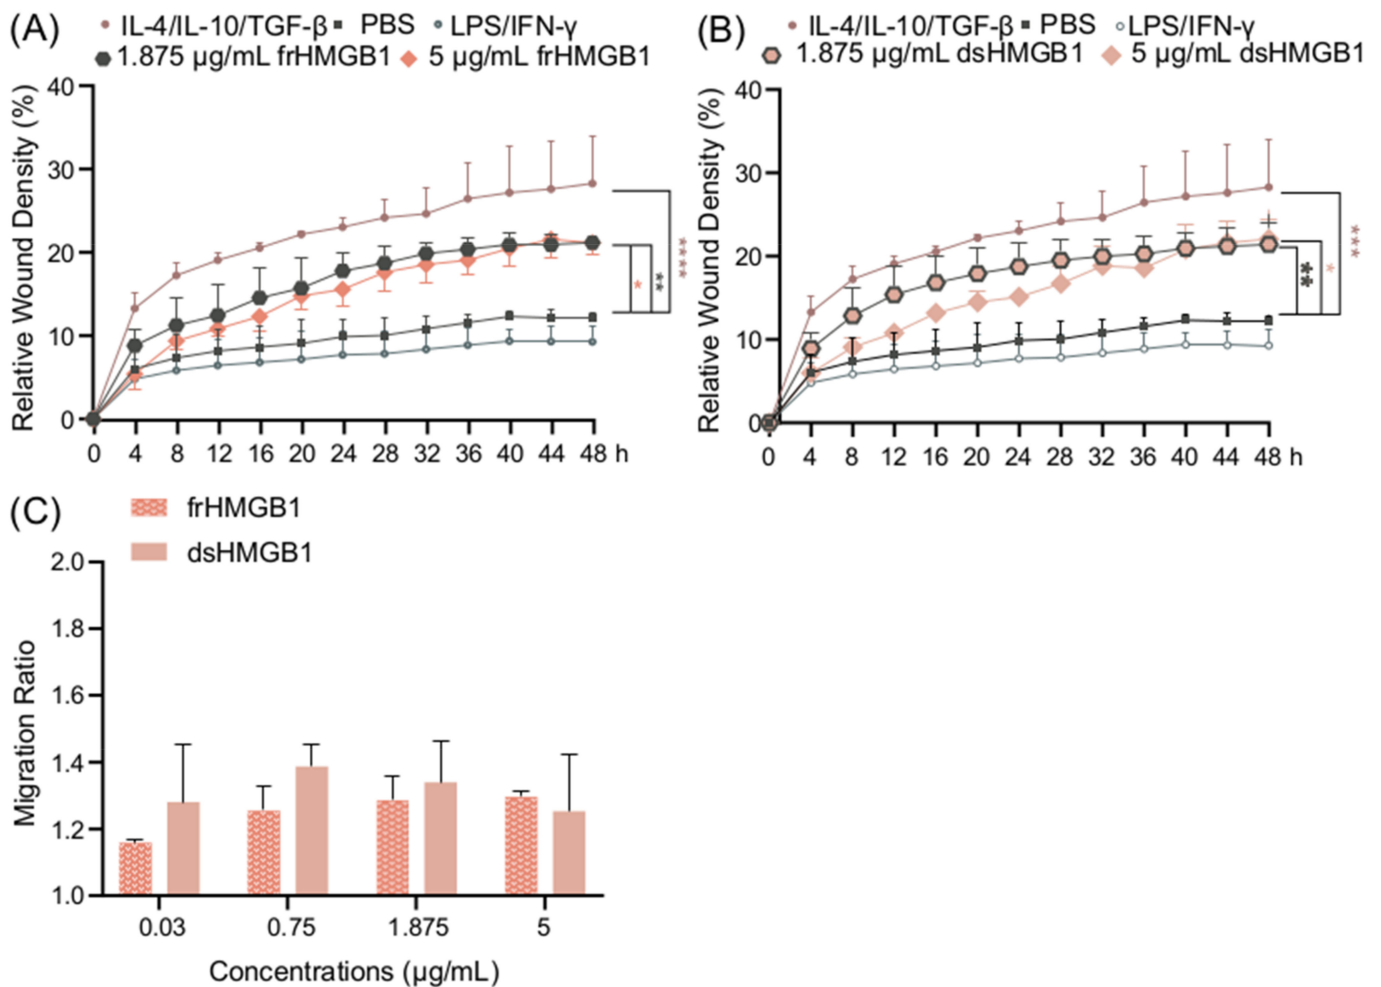 (A)
IL-4/IL-10/TGF-β PBS LPS/IFN-γ
1.875 μg/mL frHMGB1 5 μg/mL frHMGB1
Relative Wound Density (%)
40
30
20
10
0
0 4 8 12 16 20 24 28 32 36 40 44 48 h
*
**
****
(B)
IL-4/IL-10/TGF-β PBS LPS/IFN-γ
1.875 μg/mL dsHMGB1 5 μg/mL dsHMGB1
Relative Wound Density (%)
40
30
20
10
0
0 4 8 12 16 20 24 28 32 36 40 44 48 h
**
*
***
(C)
frHMGB1
dsHMGB1
Migration Ratio
2.0
1.8
1.6
1.4
1.2
1.0
0.03 0.75 1.875 5
Concentrations (μg/mL)